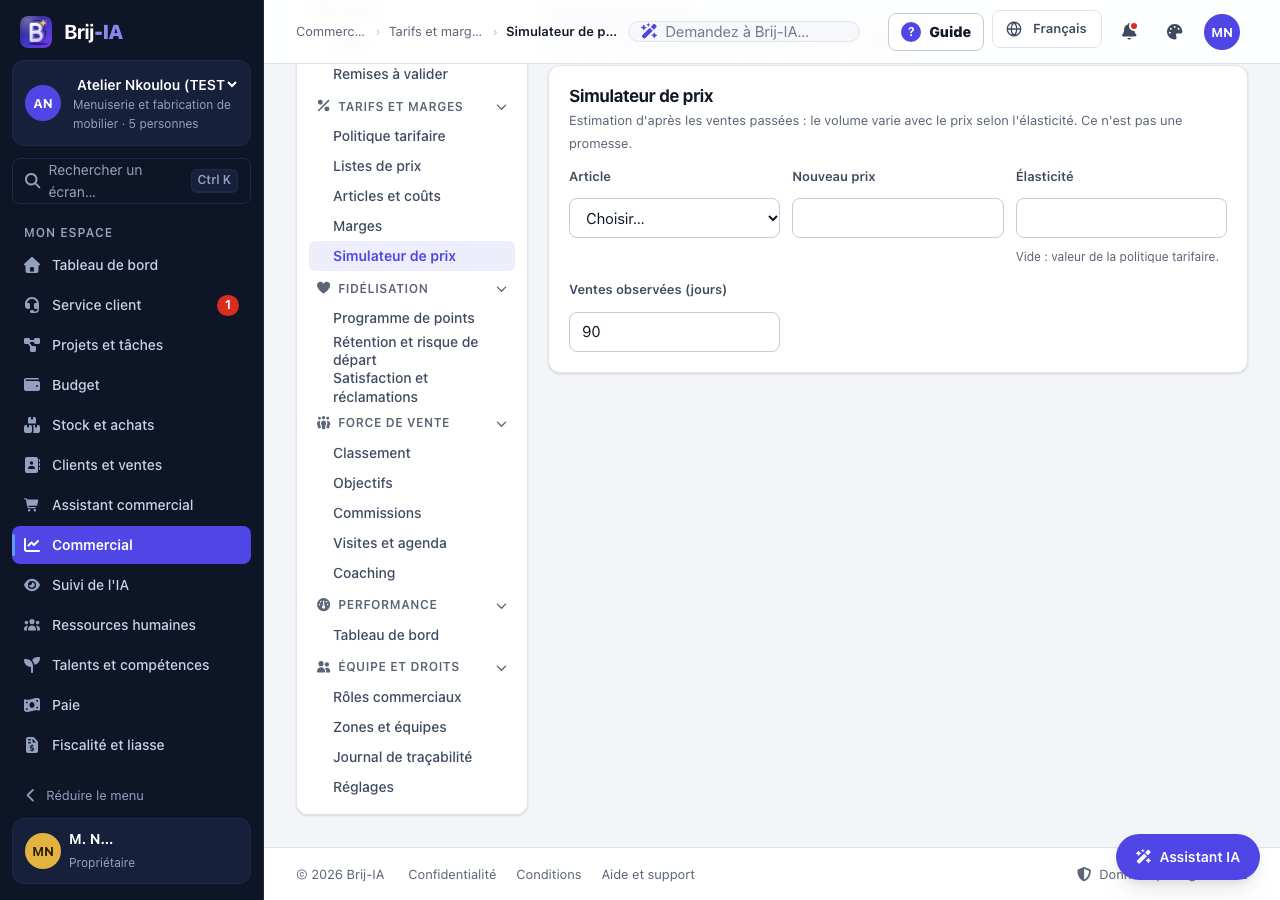 Brij-IA
AN
Atelier Nkoulou (TEST
Menuiserie et fabrication de
mobilier · 5 personnes
Rechercher un
écran...
Ctrl K
MON ESPACE
Tableau de bord
Service client
1
Projets et tâches
Budget
Stock et achats
Clients et ventes
Assistant commercial
Commercial
Suivi de l'IA
Ressources humaines
Talents et compétences
Paie
Fiscalité et liasse
Réduire le menu
MN
M. N...
Propriétaire
Commerc... › Tarifs et marg... › Simulateur de p...
Demandez à Brij-IA...
? Guide
Français
MN
Remises à valider
TARIFS ET MARGES
Politique tarifaire
Listes de prix
Articles et coûts
Marges
Simulateur de prix
FIDÉLISATION
Programme de points
Rétention et risque de
départ
Satisfaction et
réclamations
FORCE DE VENTE
Classement
Objectifs
Commissions
Visites et agenda
Coaching
PERFORMANCE
Tableau de bord
ÉQUIPE ET DROITS
Rôles commerciaux
Zones et équipes
Journal de traçabilité
Réglages
Simulateur de prix
Estimation d'après les ventes passées : le volume varie avec le prix selon l'élasticité. Ce n'est pas une
promesse.
Article
Choisir...
Nouveau prix
Élasticité
Vide : valeur de la politique tarifaire.
Ventes observées (jours)
90
© 2026 Brij-IA
Confidentialité
Conditions
Aide et support
Assistant IA